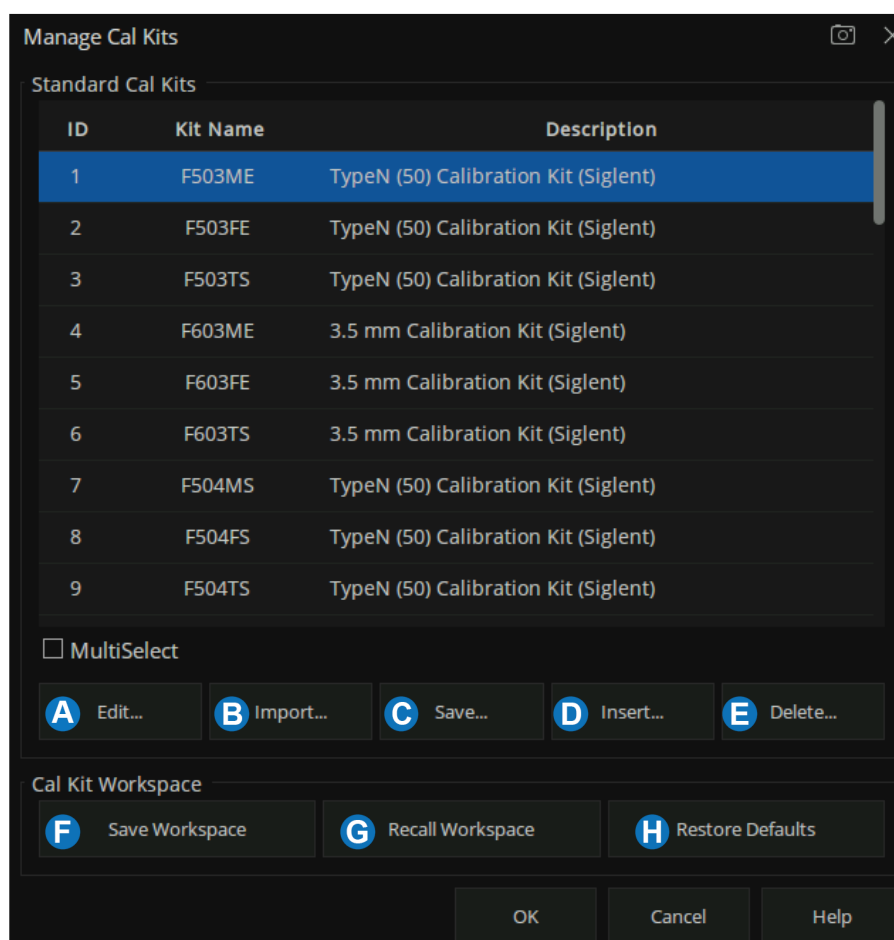 Manage Cal Kits
Standard Cal Kits
ID Kit Name Description
1 F503ME TypeN (50) Calibration Kit (Siglent)
2 F503FE TypeN (50) Calibration Kit (Siglent)
3 F503TS TypeN (50) Calibration Kit (Siglent)
4 F603ME 3.5 mm Calibration Kit (Siglent)
5 F603FE 3.5 mm Calibration Kit (Siglent)
6 F603TS 3.5 mm Calibration Kit (Siglent)
7 F504MS TypeN (50) Calibration Kit (Siglent)
8 F504FS TypeN (50) Calibration Kit (Siglent)
9 F504TS TypeN (50) Calibration Kit (Siglent)
MultiSelect
A Edit... B Import... C Save... D Insert... E Delete...
Cal Kit Workspace
F Save Workspace G Recall Workspace H Restore Defaults
OK Cancel Help